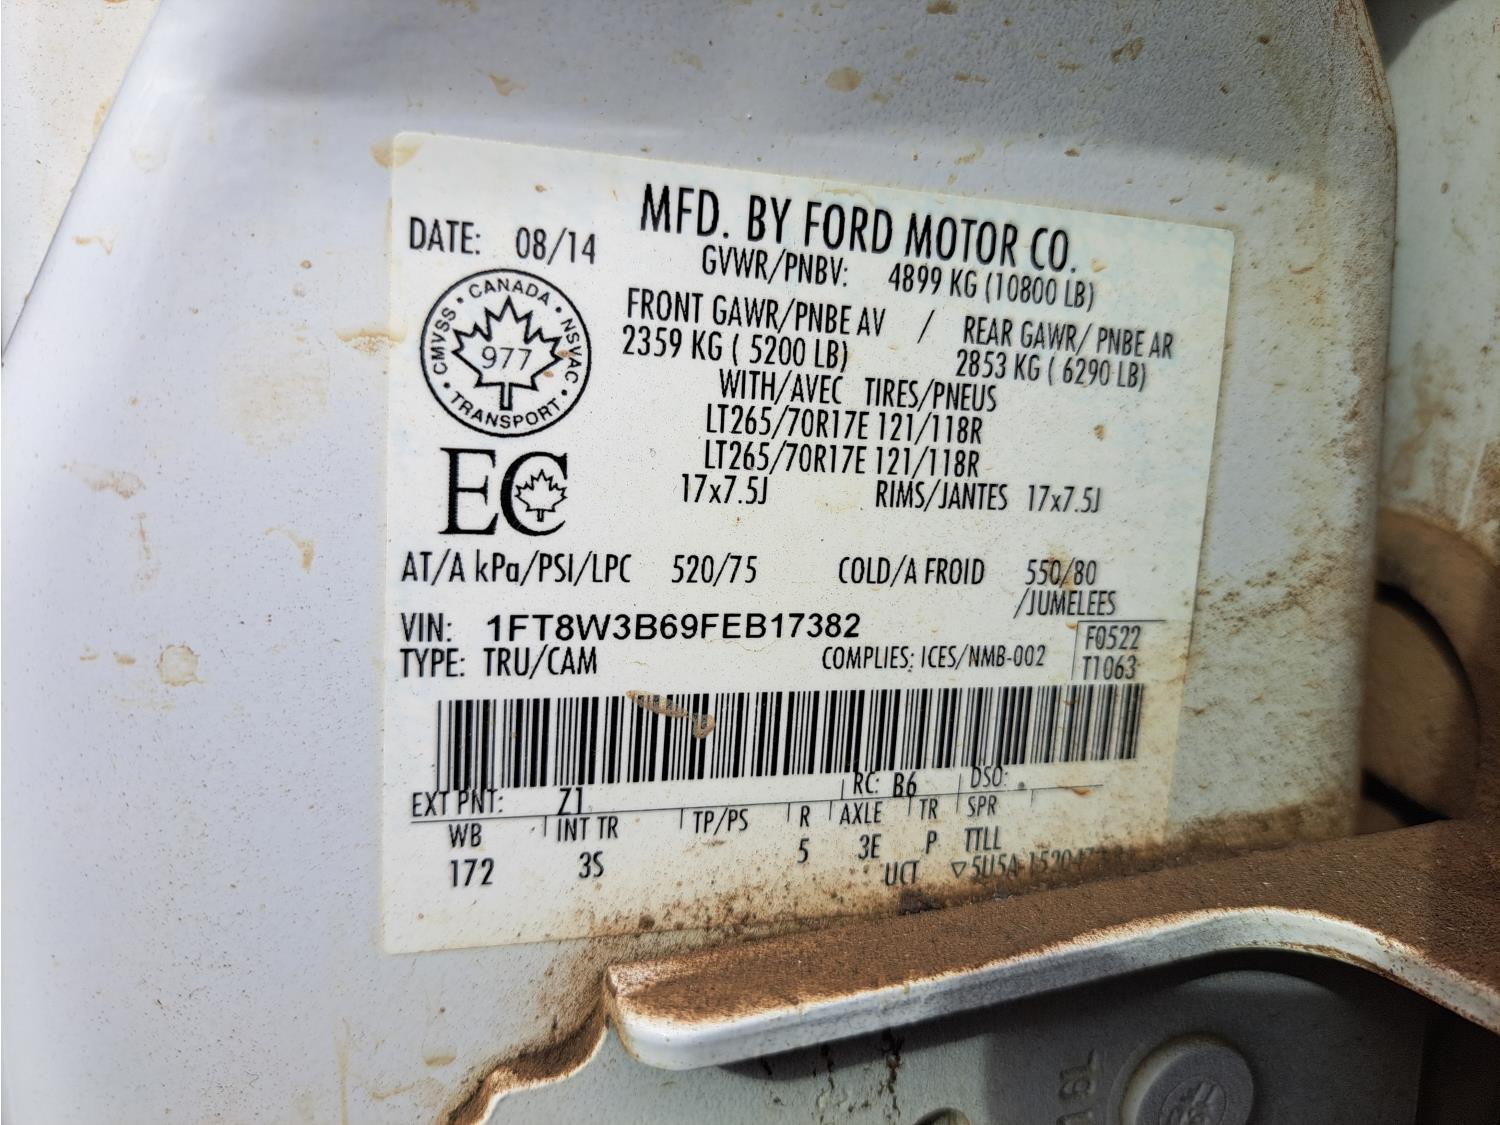 MFD. BY FORD MOTOR CO.
DATE: 08/14
GVWR/PNBV: 4899 KG (10800 LB)
FRONT GAWR/PNBE AV / REAR GAWR/ PNBE AR
2359 KG ( 5200 LB) 2853 KG ( 6290 LB)
CANADA · NSVAC · TRANSPORT · CMVSS ·
977
WITH/AVEC TIRES/PNEUS
LT265/70R17E 121/118R
LT265/70R17E 121/118R
EC
17x7.5J RIMS/JANTES 17x7.5J
AT/A kPa/PSI/LPC 520/75 COLD/A FROID 550/80
/JUMELEES
VIN: 1FT8W3B69FEB17382 F0522
TYPE: TRU/CAM COMPLIES: ICES/NMB-002 T1063
EXT PNT: Z1 RC: B6 DSO:
WB INT TR TP/PS R AXLE TR SPR
172 3S 5 3E P TTLL
UCT